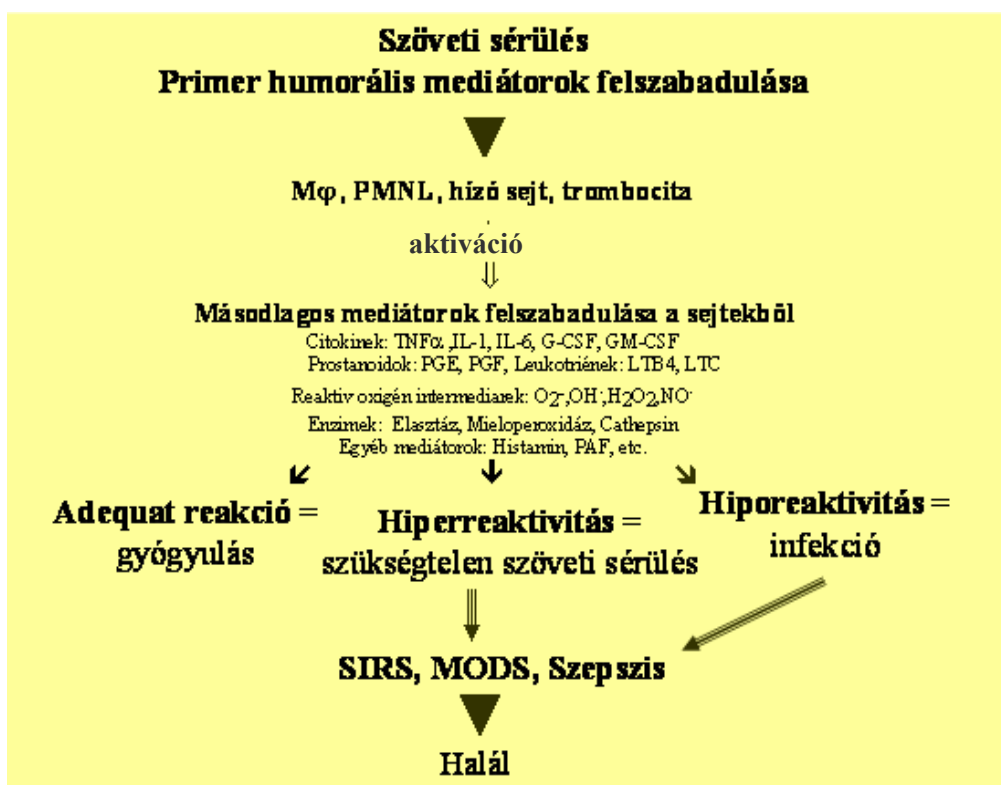 Szöveti sérülés
Primer humorális mediátorok felszabadulása
Mφ, PMNL, hízó sejt, trombocita
aktiváció
Másodlagos mediátorok felszabadulása a sejtekbõl
Citokinek: TNFα ,IL-1, IL-6, G-CSF, GM-CSF
Prostanoidok: PGE, PGF, Leukotriének: LTB4, LTC
Reaktiv oxigén intermediarek: O₂⁻,OH⁻,H₂O₂,NO⁻
Enzimek: Elasztáz, Mieloperoxidáz, Cathepsin
Egyéb mediátorok: Histamin, PAF, etc.
Adequat reakció =
gyógyulás
Hiperreaktivitás =
szükségtelen szöveti sérülés
Hiporeaktivitás =
infekció
SIRS, MODS, Szepszis
Halál